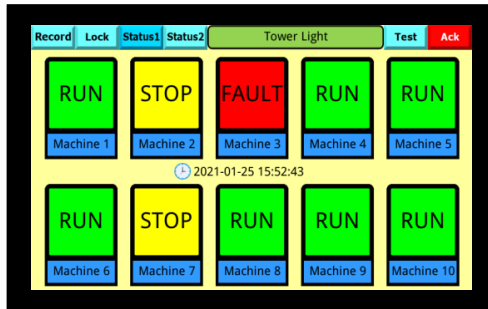 Record Lock Status1 Status2 Tower Light Test Ack
RUN STOP FAULT RUN RUN
Machine 1 Machine 2 Machine 3 Machine 4 Machine 5
2021-01-25 15:52:43
RUN STOP RUN RUN RUN
Machine 6 Machine 7 Machine 8 Machine 9 Machine 10